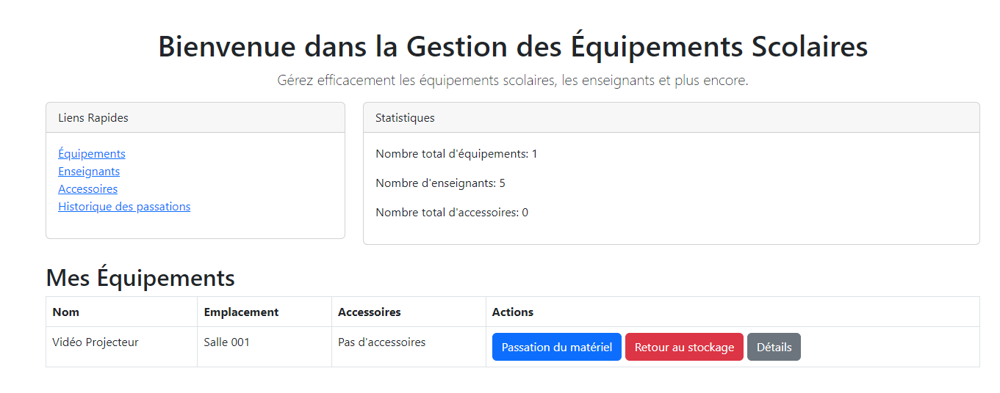 Bienvenue dans la Gestion des Équipements Scolaires
Gérez efficacement les équipements scolaires, les enseignants et plus encore.
Liens Rapides
Équipements
Enseignants
Accessoires
Historique des passations
Statistiques
Nombre total d'équipements: 1
Nombre d'enseignants: 5
Nombre total d'accessoires: 0
Mes Équipements
Nom Emplacement Accessoires Actions
Vidéo Projecteur Salle 001 Pas d'accessoires Passation du matériel Retour au stockage Détails